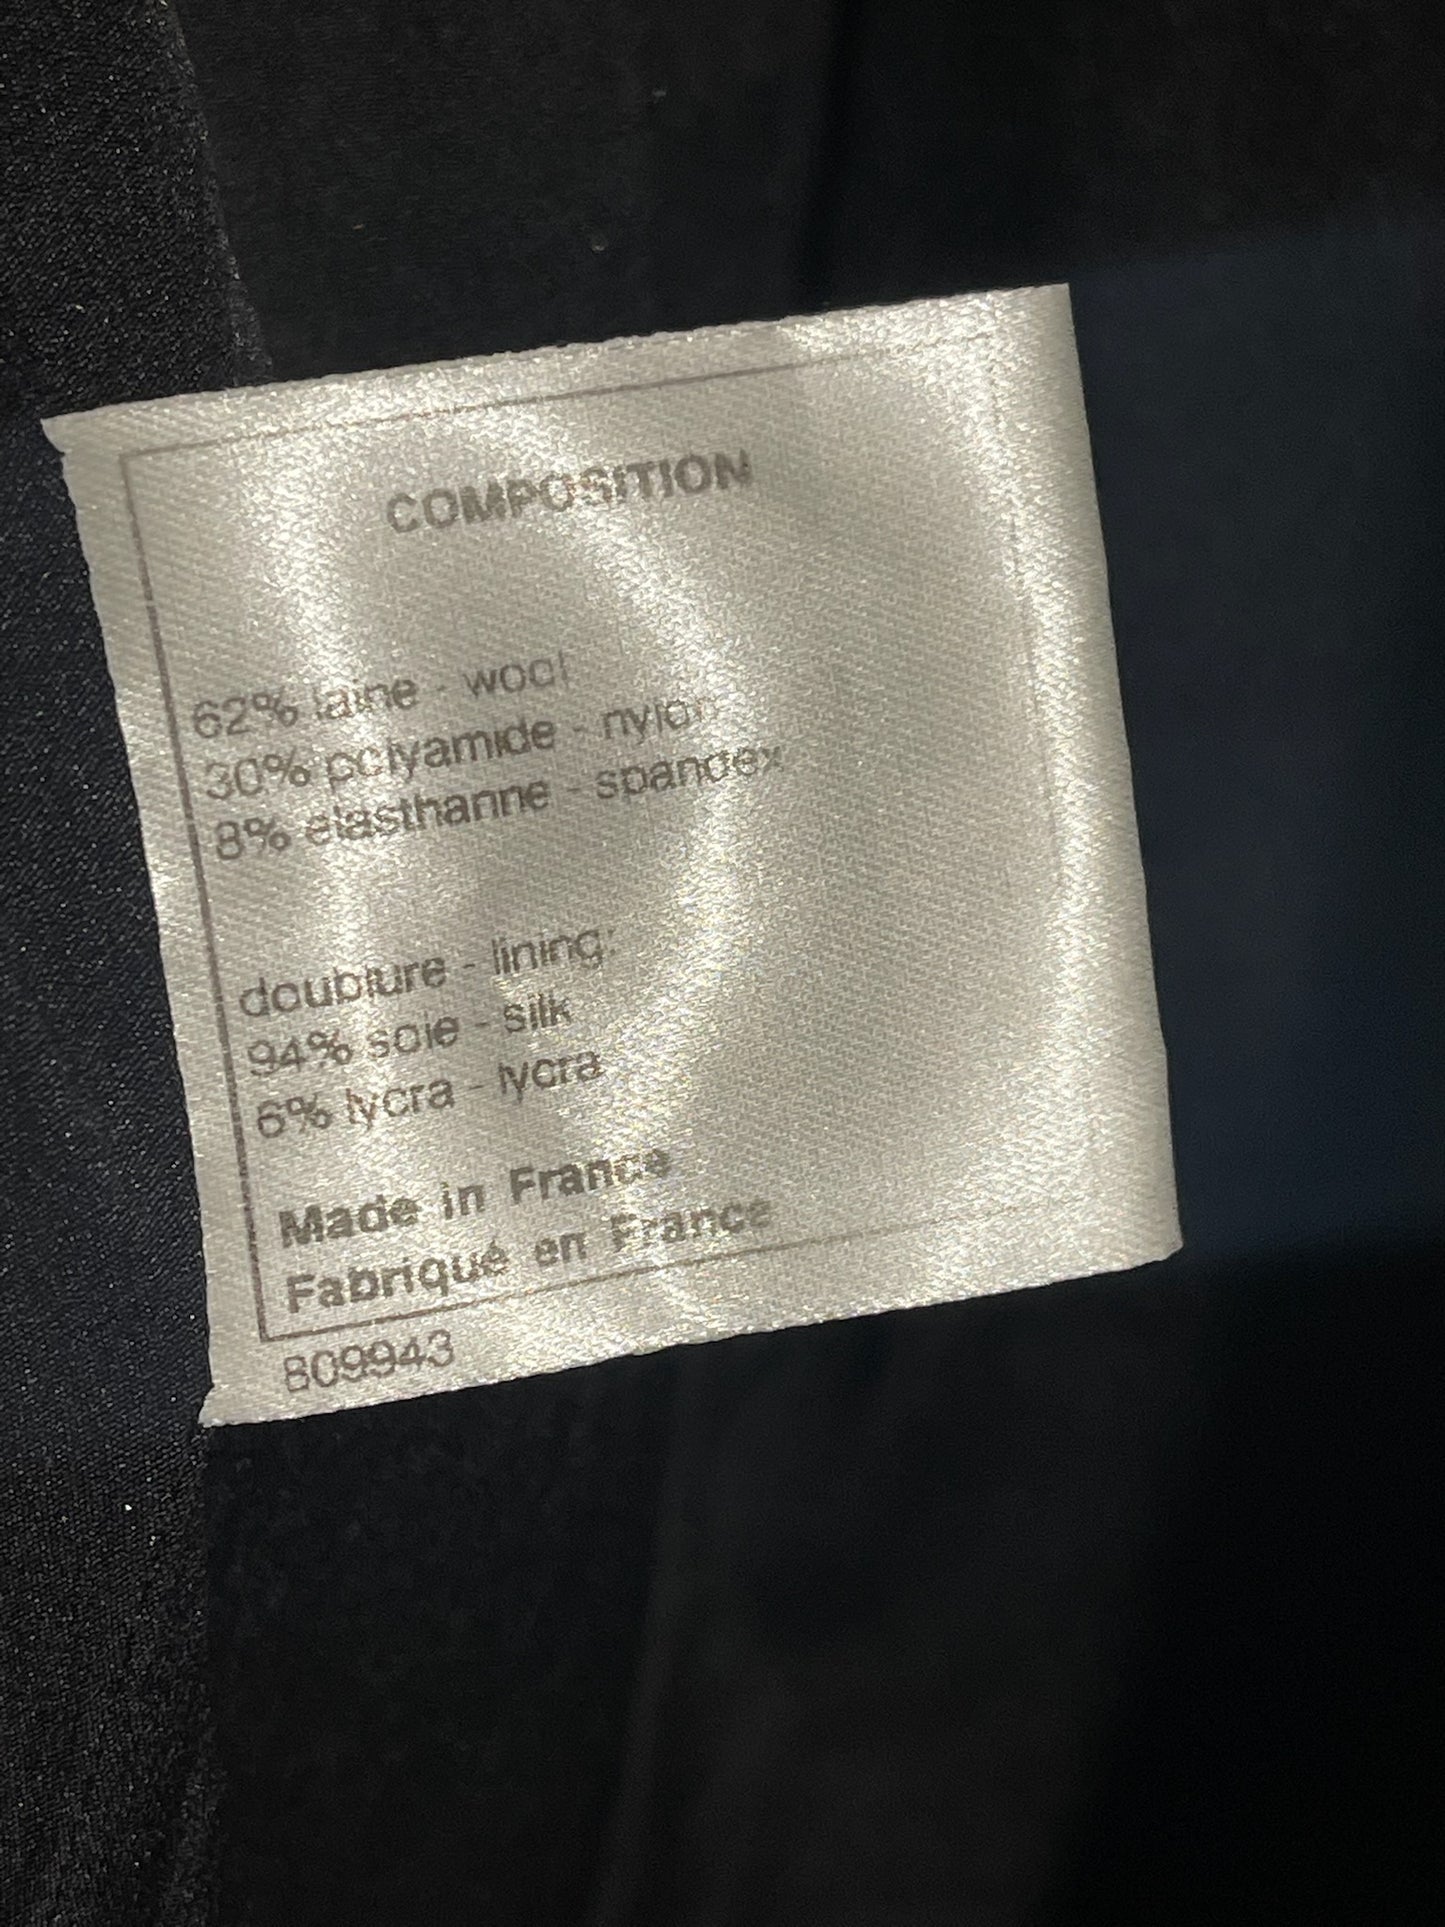 COMPOSITION
62% laine - wool
30% polyamide - nylon
8% elasthanne - spandex
doublure - lining:
94% soie - silk
6% lycra - lycra
Made in France
Fabriqué en France
809943